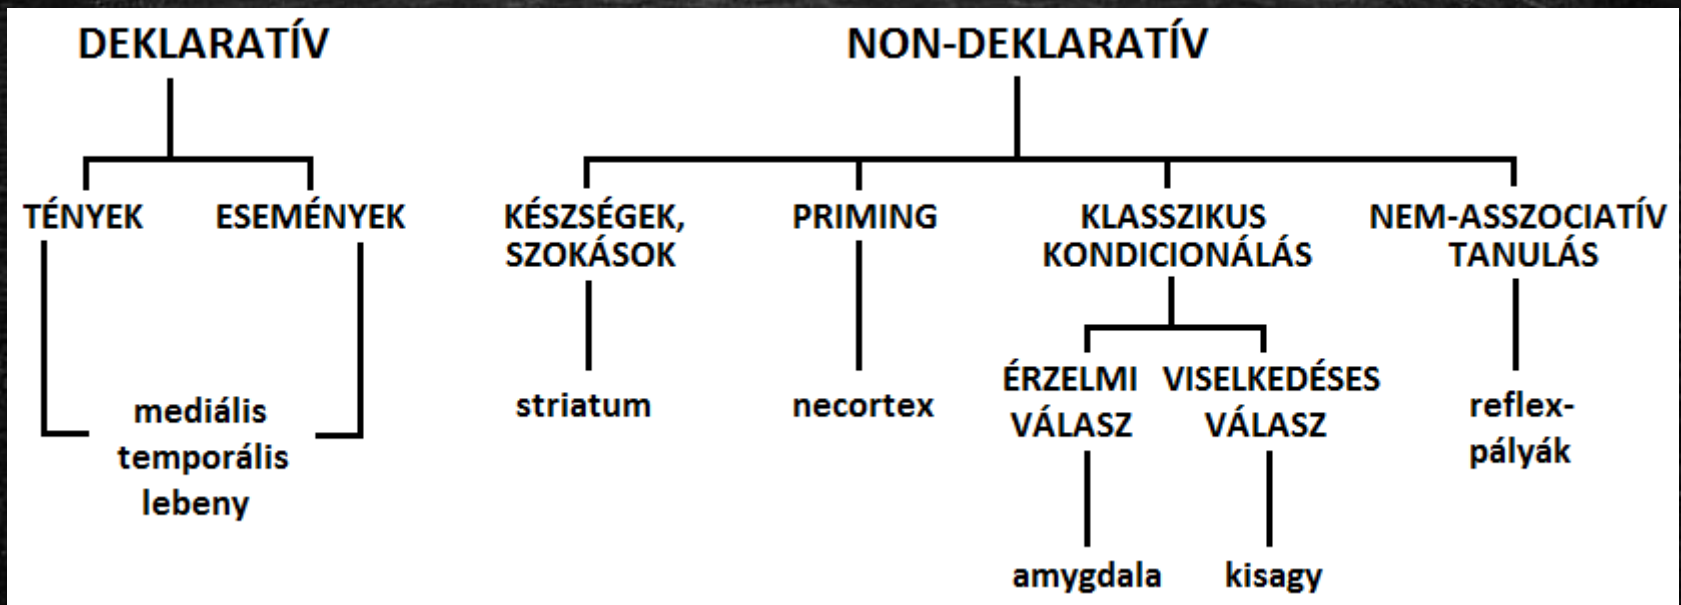 DEKLARATÍV
NON-DEKLARATÍV
TÉNYEK
ESEMÉNYEK
KÉSZSÉGEK,
SZOKÁSOK
PRIMING
KLASSZIKUS
KONDICIONÁLÁS
NEM-ASSZOCIATÍV
TANULÁS
mediális
temporális
lebeny
striatum
necortex
ÉRZELMI
VÁLASZ
VISELKEDÉSES
VÁLASZ
reflex-
pályák
amygdala
kisagy